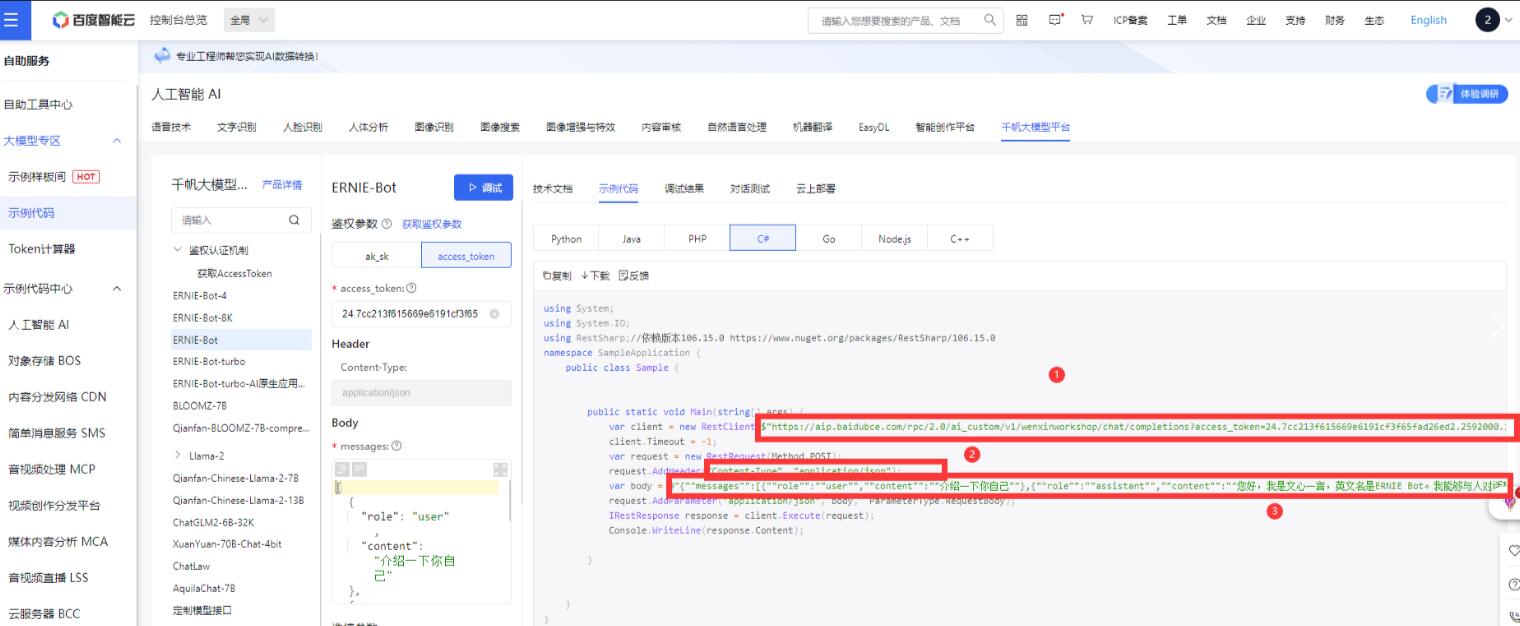 百度智能云 控制台总览 全局 请输入您想要搜索的产品、文档 ICP备案 工单 文档 企业 支持 财务 生态 English 2
自助服务
自助工具中心
大模型专区
示例样板间 HOT
示例代码
Token计算器
示例代码中心
人工智能 AI
对象存储 BOS
内容分发网络 CDN
简单消息服务 SMS
音视频处理 MCP
视频创作分发平台
媒体内容分析 MCA
音视频直播 LSS
云服务器 BCC
专业工程师帮您实现AI数据转换!
人工智能 AI
体验调研
语音技术 文字识别 人脸识别 人体分析 图像识别 图像搜索 图像增强与特效 内容审核 自然语言处理 机器翻译 EasyDL 智能创作平台 千帆大模型平台
千帆大模型... 产品详情
请输入
鉴权认证机制
获取AccessToken
ERNIE-Bot-4
ERNIE-Bot-8K
ERNIE-Bot
ERNIE-Bot-turbo
ERNIE-Bot-turbo-AI原生应用...
BLOOMZ-7B
Qianfan-BLOOMZ-7B-compre...
Llama-2
Qianfan-Chinese-Llama-2-7B
Qianfan-Chinese-Llama-2-13B
ChatGLM2-6B-32K
XuanYuan-70B-Chat-4bit
ChatLaw
AquilaChat-7B
定制模型接口
ERNIE-Bot 调试
鉴权参数 获取鉴权参数
ak_sk access_token
* access_token:
24.7cc213f615669e6191cf3f65
Header
Content-Type:
application/json
Body
* messages:
[
{
"role": "user"
,
"content":
"介绍一下你自
己"
},
{
技术文档 示例代码 调试结果 对话测试 云上部署
Python Java PHP C# Go Node.js C++
复制 下载 反馈
using System;
using System.IO;
using RestSharp;//依赖版本106.15.0 https://www.nuget.org/packages/RestSharp/106.15.0
namespace SampleApplication {
public class Sample {
1
public static void Main(string[] args) {
var client = new RestClient($"https://aip.baidubce.com/rpc/2.0/ai_custom/v1/wenxinworkshop/chat/completions?access_token=24.7cc213f615669e6191cf3f65fad26ed2.2592000.
client.Timeout = -1;
var request = new RestRequest(Method.POST);
2
request.AddHeader("Content-Type", "application/json");
var body = @"{""messages"":[{""role"":""user"",""content"":""介绍一下你自己""},{""role"":""assistant"",""content"":""您好，我是文心一言，英文名是ERNIE Bot。我能够与人对话
request.AddParameter("application/json", body, ParameterType.RequestBody);
IRestResponse response = client.Execute(request);
3
Console.WriteLine(response.Content);
}
}
}